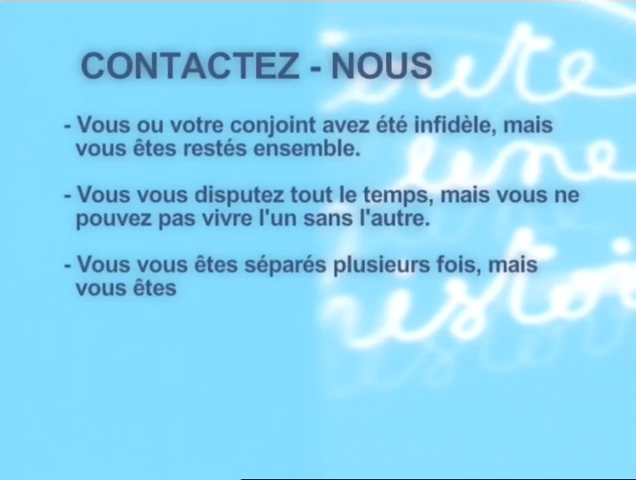 CONTACTEZ - NOUS
- Vous ou votre conjoint avez été infidèle, mais
vous êtes restés ensemble.
- Vous vous disputez tout le temps, mais vous ne
pouvez pas vivre l'un sans l'autre.
- Vous vous êtes séparés plusieurs fois, mais
vous êtes
une